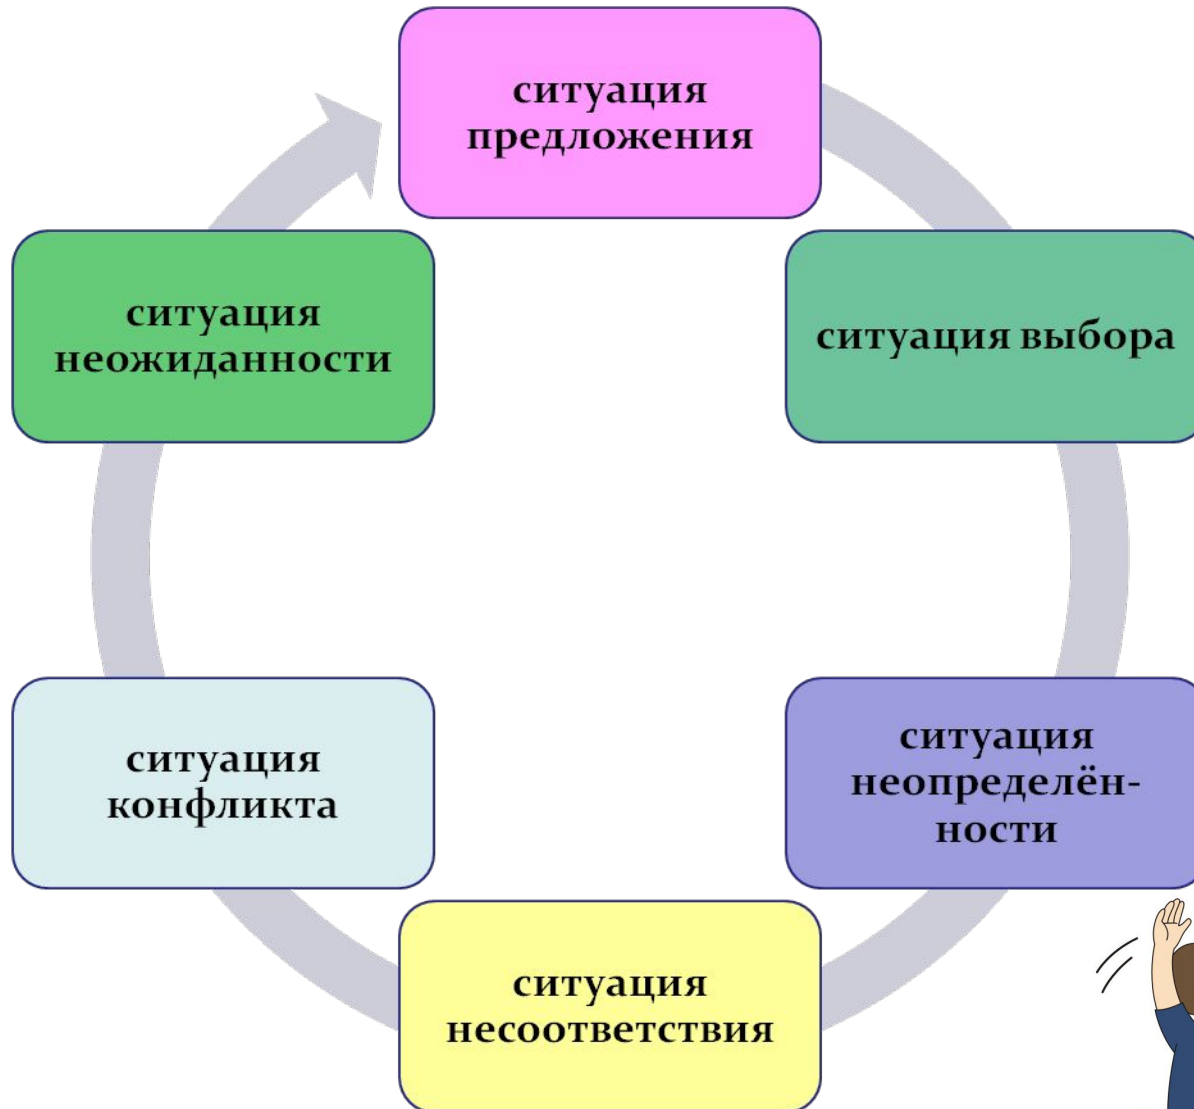 ситуация
предложения
ситуация выбора
ситуация
неопределён-
ности
ситуация
несоответствия
ситуация
конфликта
ситуация
неожиданности